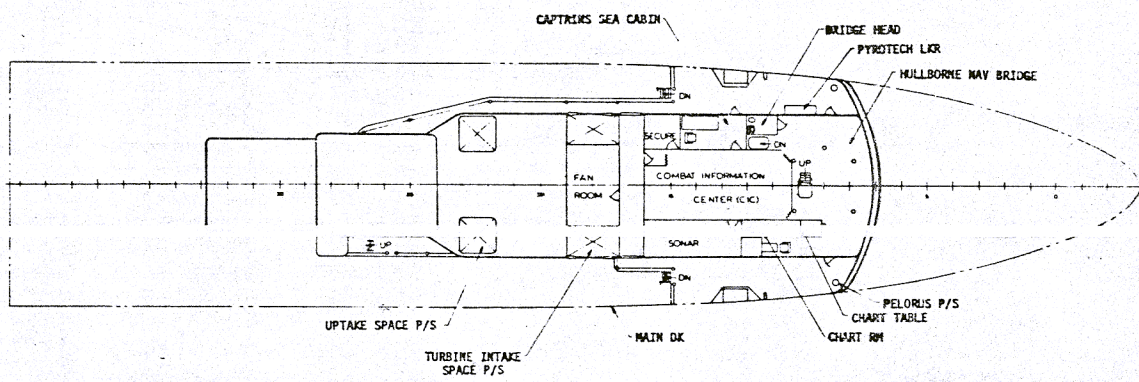 CAPTAINS SEA CABIN
BRIDGE HEAD
PYROTECH LKR
HULLBORNE NAV BRIDGE
DN
SECURE
DN
UP
FAN
ROOM
COMBAT INFORMATION
CENTER (CIC)
UP
SONAR
DN
UPTAKE SPACE P/S
TURBINE INTAKE
SPACE P/S
MAIN DK
PELORUS P/S
CHART TABLE
CHART RM